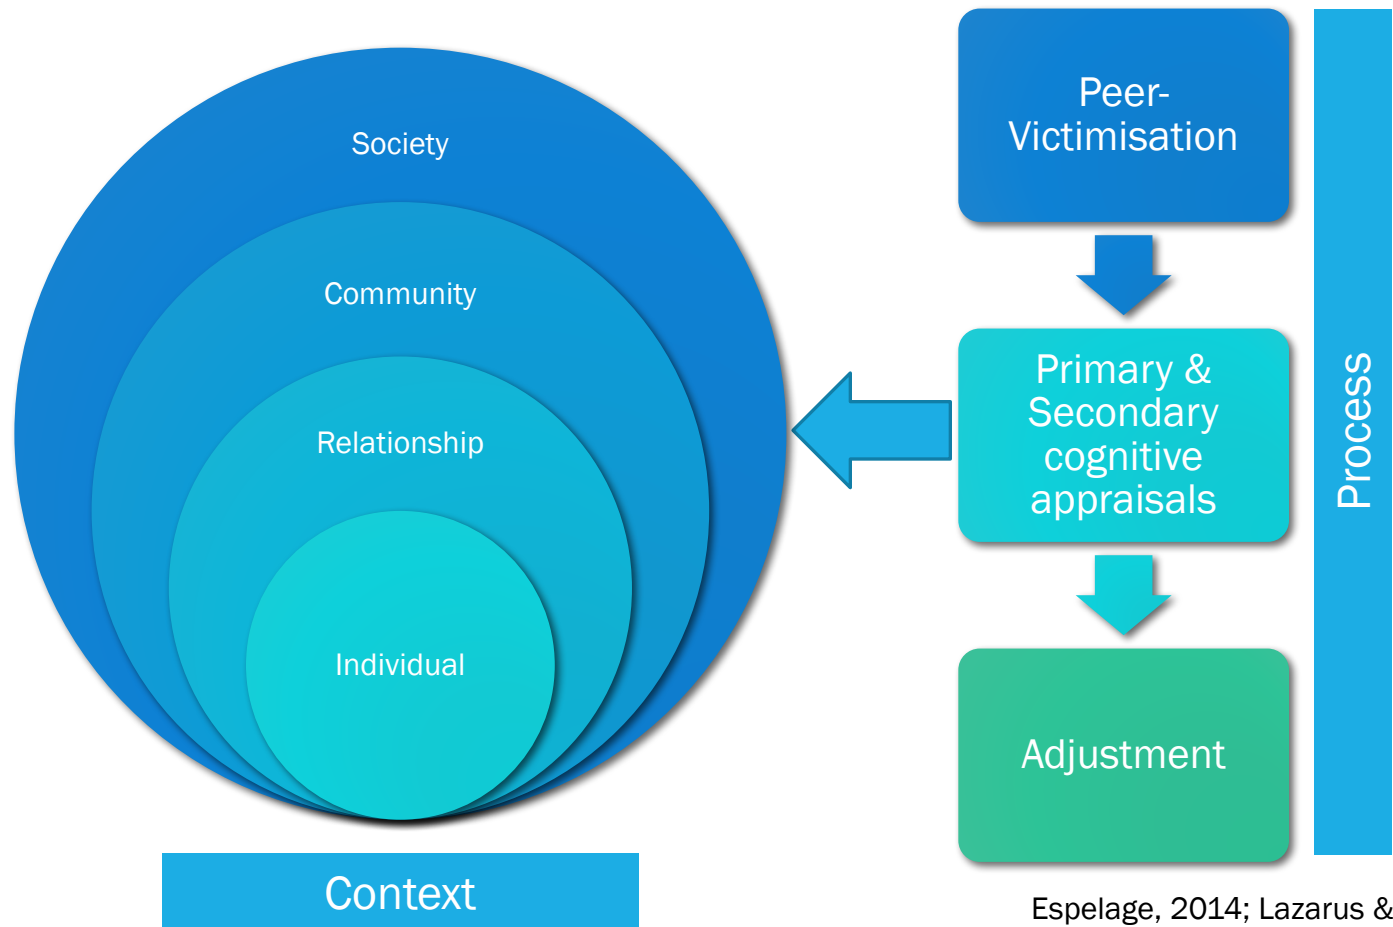 Society
Community
Relationship
Individual
Context
Peer-
Victimisation
Primary &
Secondary
cognitive
appraisals
Adjustment
Process
Espelage, 2014; Lazarus &